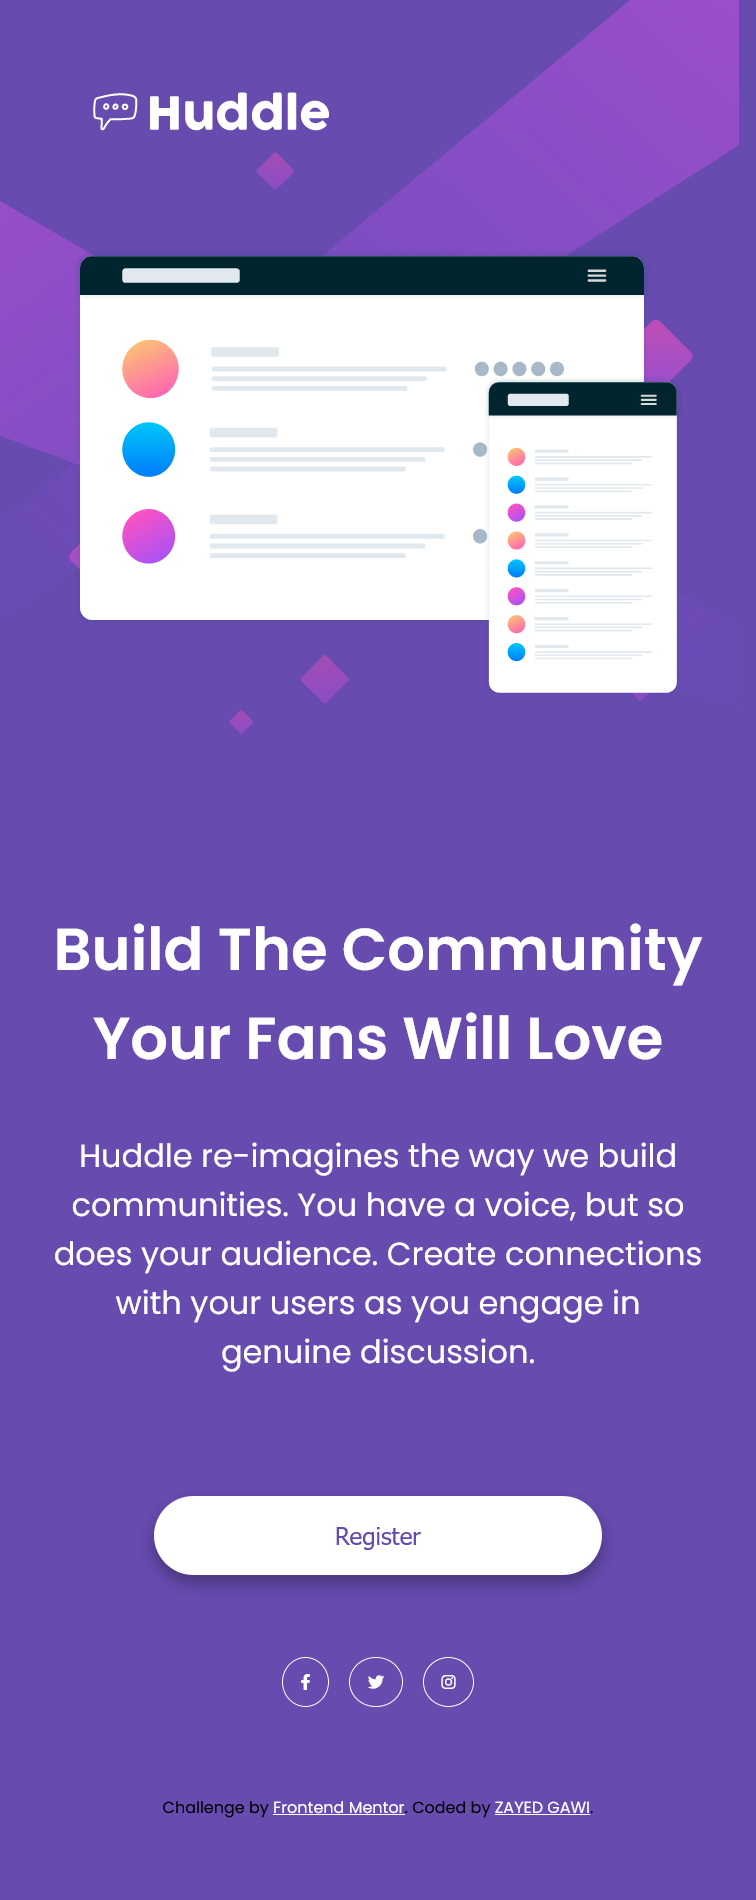 Huddle
Build The Community
Your Fans Will Love
Huddle re-imagines the way we build
communities. You have a voice, but so
does your audience. Create connections
with your users as you engage in
genuine discussion.
Register
Challenge by Frontend Mentor. Coded by ZAYED GAWI.